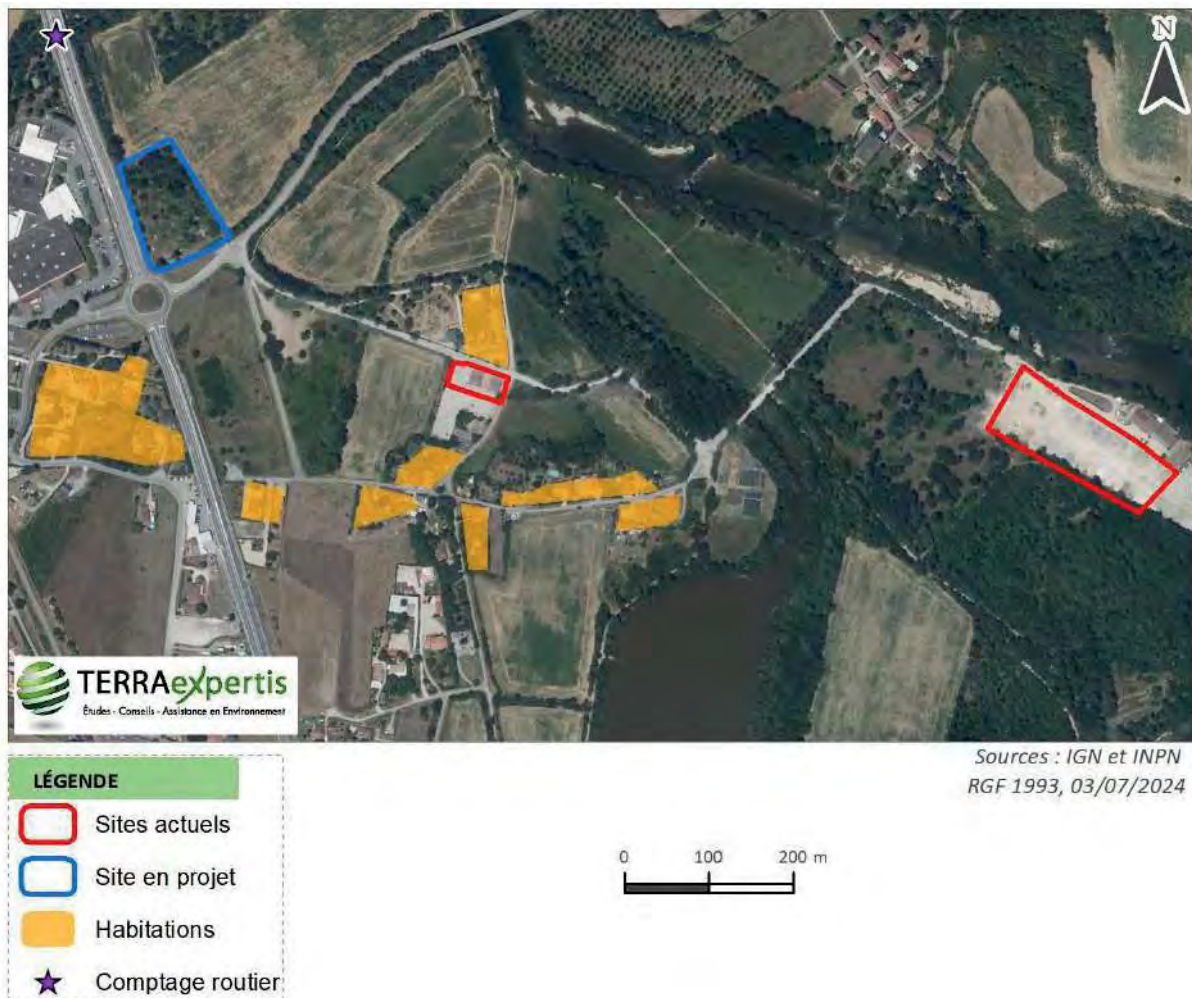 N
TERRAexpertis
Études - Conseils - Assistance en Environnement
Sources : IGN et INPN
RGF 1993, 03/07/2024
LÉGENDE
Sites actuels
Site en projet
Habitations
Comptage routier
0 100 200 m